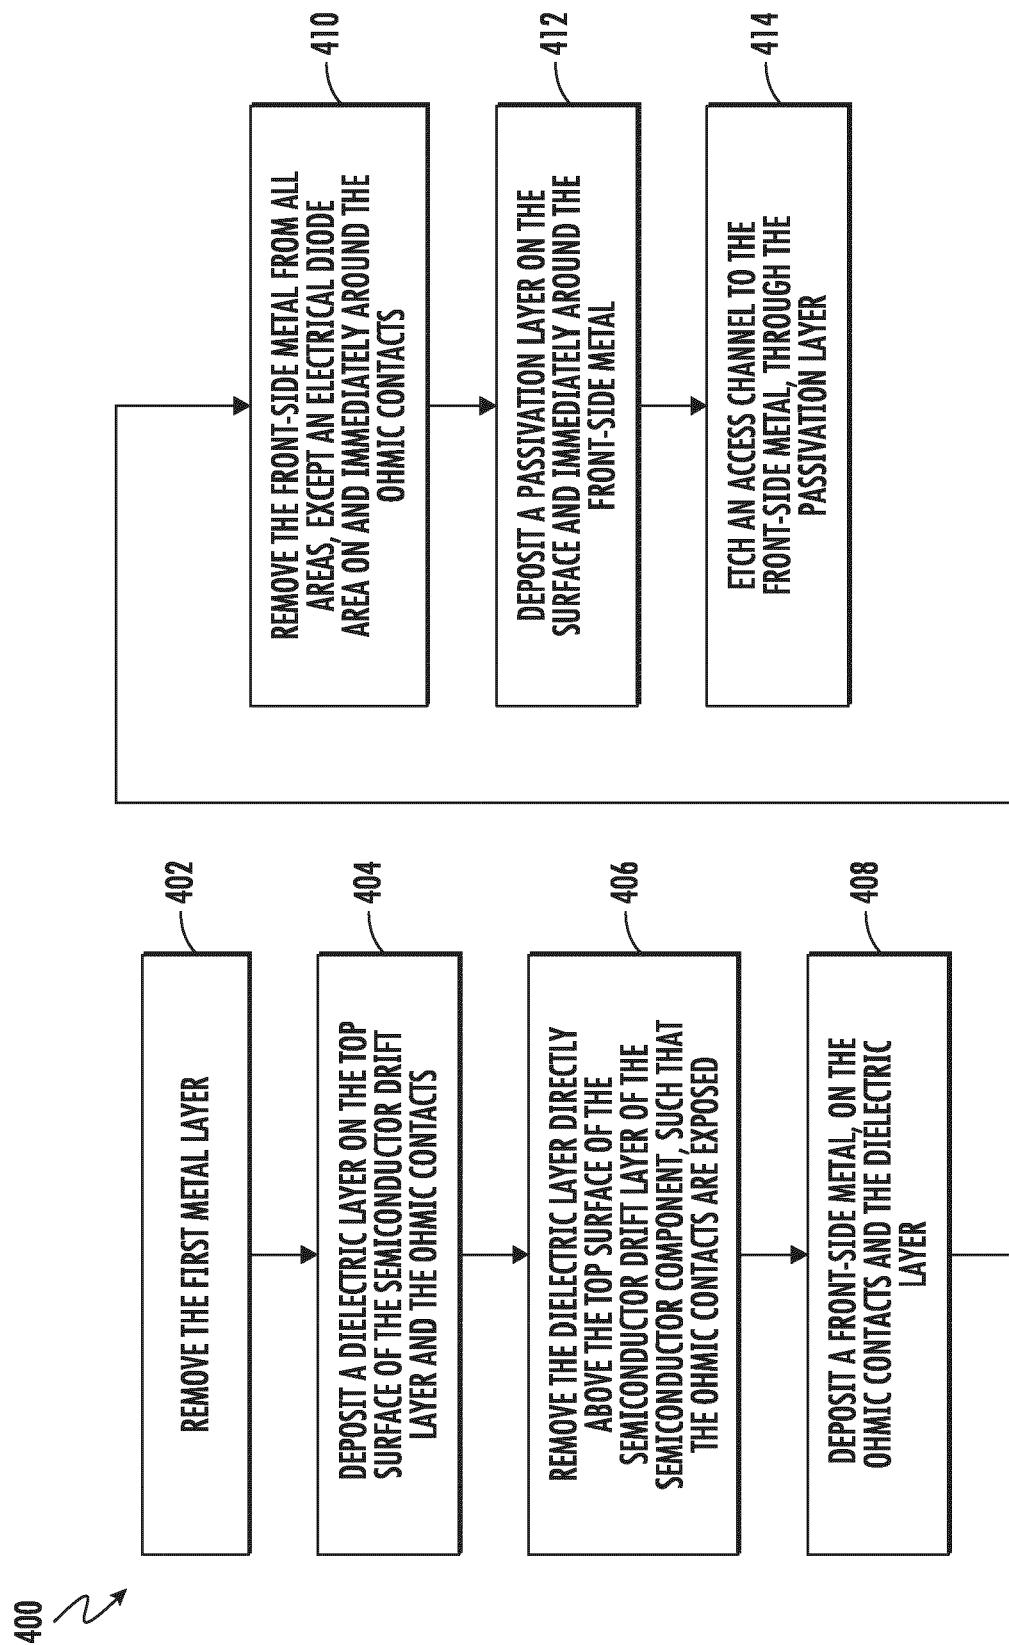 400
402
REMOVE THE FIRST METAL LAYER
404
DEPOSIT A DIELECTRIC LAYER ON THE TOP
SURFACE OF THE SEMICONDUCTOR DRIFT
LAYER AND THE OHMIC CONTACTS
406
REMOVE THE DIELECTRIC LAYER DIRECTLY
ABOVE THE TOP SURFACE OF THE
SEMICONDUCTOR DRIFT LAYER OF THE
SEMICONDUCTOR COMPONENT, SUCH THAT
THE OHMIC CONTACTS ARE EXPOSED
408
DEPOSIT A FRONT-SIDE METAL, ON THE
OHMIC CONTACTS AND THE DIELECTRIC
LAYER
410
REMOVE THE FRONT-SIDE METAL FROM ALL
AREAS, EXCEPT AN ELECTRICAL DIODE
AREA ON AND IMMEDIATELY AROUND THE
OHMIC CONTACTS
412
DEPOSIT A PASSIVATION LAYER ON THE
SURFACE AND IMMEDIATELY AROUND THE
FRONT-SIDE METAL
414
ETCH AN ACCESS CHANNEL TO THE
FRONT-SIDE METAL, THROUGH THE
PASSIVATION LAYER